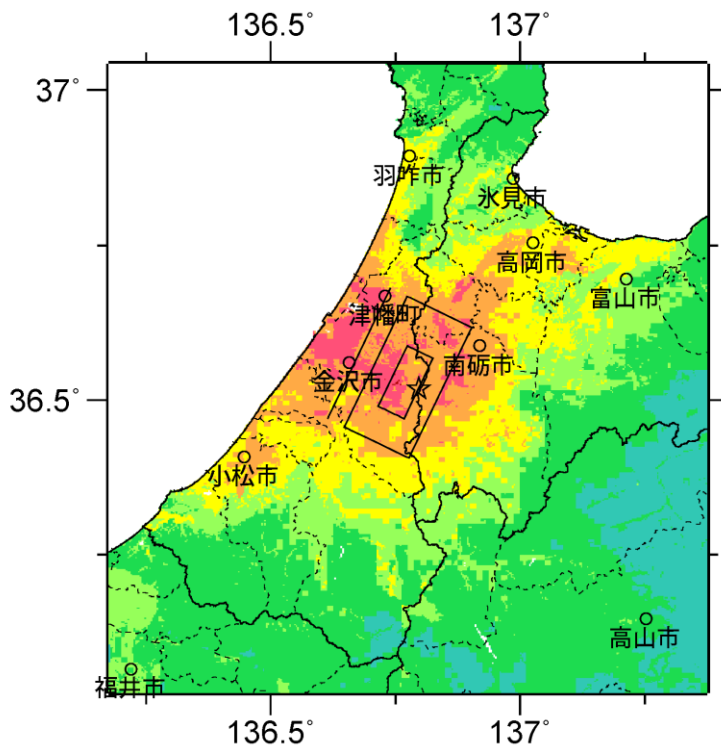 136.5° 137°
37°
羽咋市
氷見市
高岡市
富山市
津幡町
南砺市
金沢市
36.5°
小松市
高山市
福井市
136.5° 137°